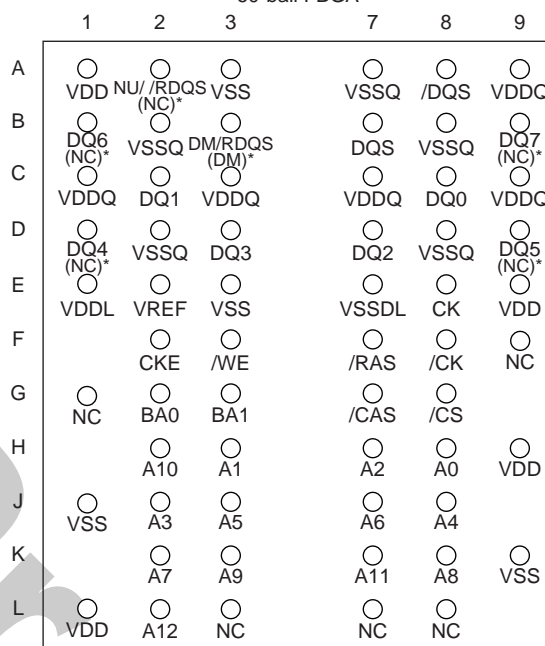 1 2 3 7 8 9
A
VDD NU/ /RDQS VSS VSSQ /DQS VDDQ
(NC)*
B
DQ6 VSSQ DM/RDQS DQS VSSQ DQ7
(NC)* (DM)* (NC)*
C
VDDQ DQ1 VDDQ VDDQ DQ0 VDDQ
D
DQ4 VSSQ DQ3 DQ2 VSSQ DQ5
(NC)* (NC)*
E
VDDL VREF VSS VSSDL CK VDD
F
CKE /WE /RAS /CK NC
G
NC BA0 BA1 /CAS /CS
H
A10 A1 A2 A0 VDD
J
VSS A3 A5 A6 A4
K
A7 A9 A11 A8 VSS
L
VDD A12 NC NC NC